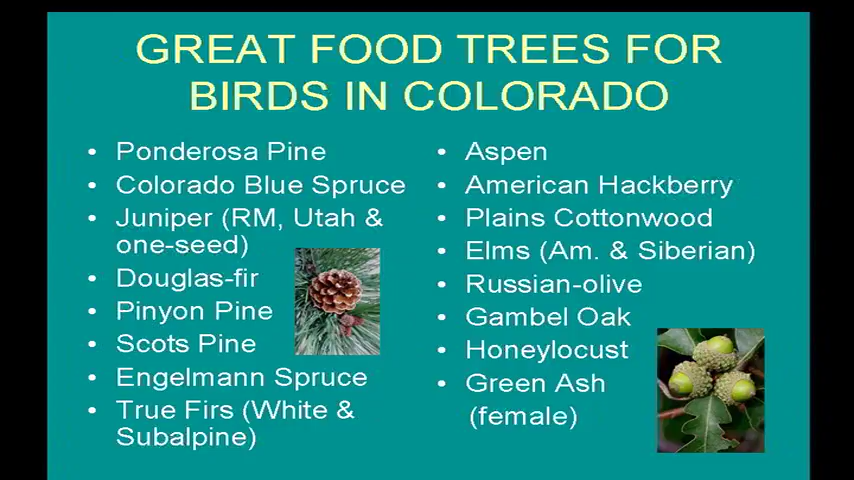 GREAT FOOD TREES FOR
BIRDS IN COLORADO
• Ponderosa Pine
• Colorado Blue Spruce
• Juniper (RM, Utah &
one-seed)
• Douglas-fir
• Pinyon Pine
• Scots Pine
• Engelmann Spruce
• True Firs (White &
Subalpine)
• Aspen
• American Hackberry
• Plains Cottonwood
• Elms (Am. & Siberian)
• Russian-olive
• Gambel Oak
• Honeylocust
• Green Ash
(female)